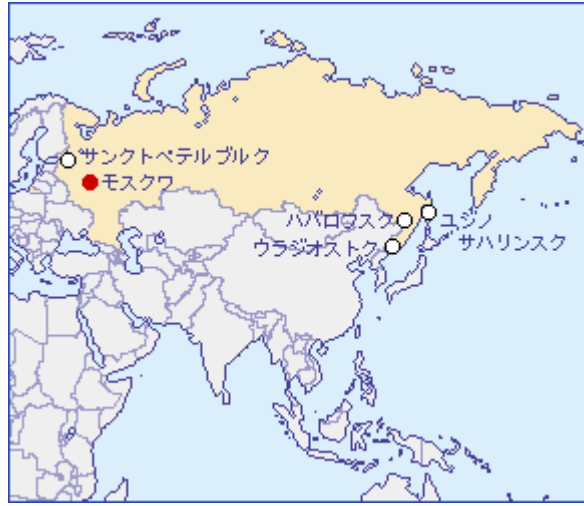 サンクトペテルブルク
モスクワ
ハバロフスク
ユジノ
サハリンスク
ウラジオストク